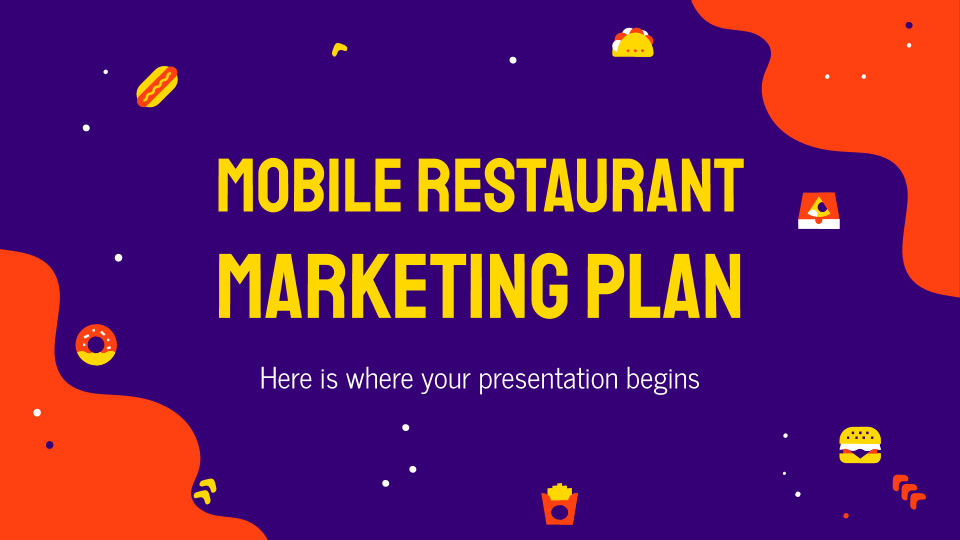 MOBILE RESTAURANT
MARKETING PLAN
Here is where your presentation begins